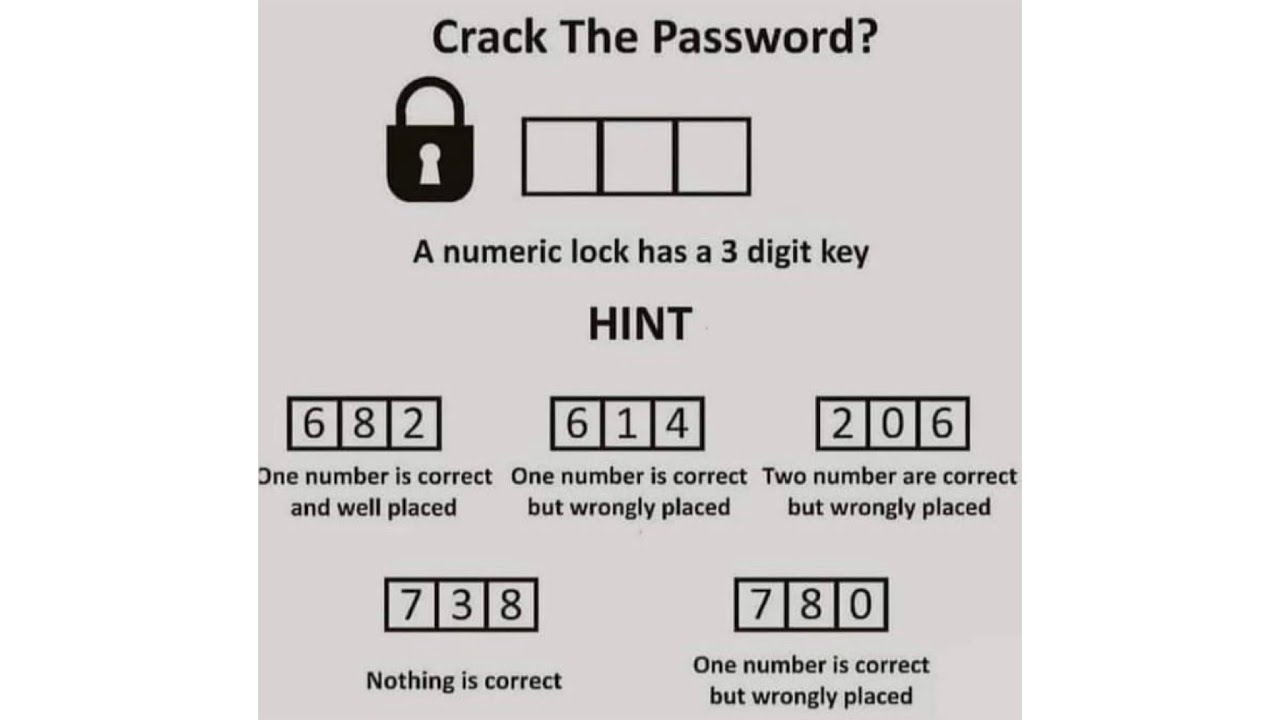 Crack The Password?
A numeric lock has a 3 digit key
HINT
6 8 2
One number is correct
and well placed
6 1 4
One number is correct
but wrongly placed
2 0 6
Two number are correct
but wrongly placed
7 3 8
Nothing is correct
7 8 0
One number is correct
but wrongly placed